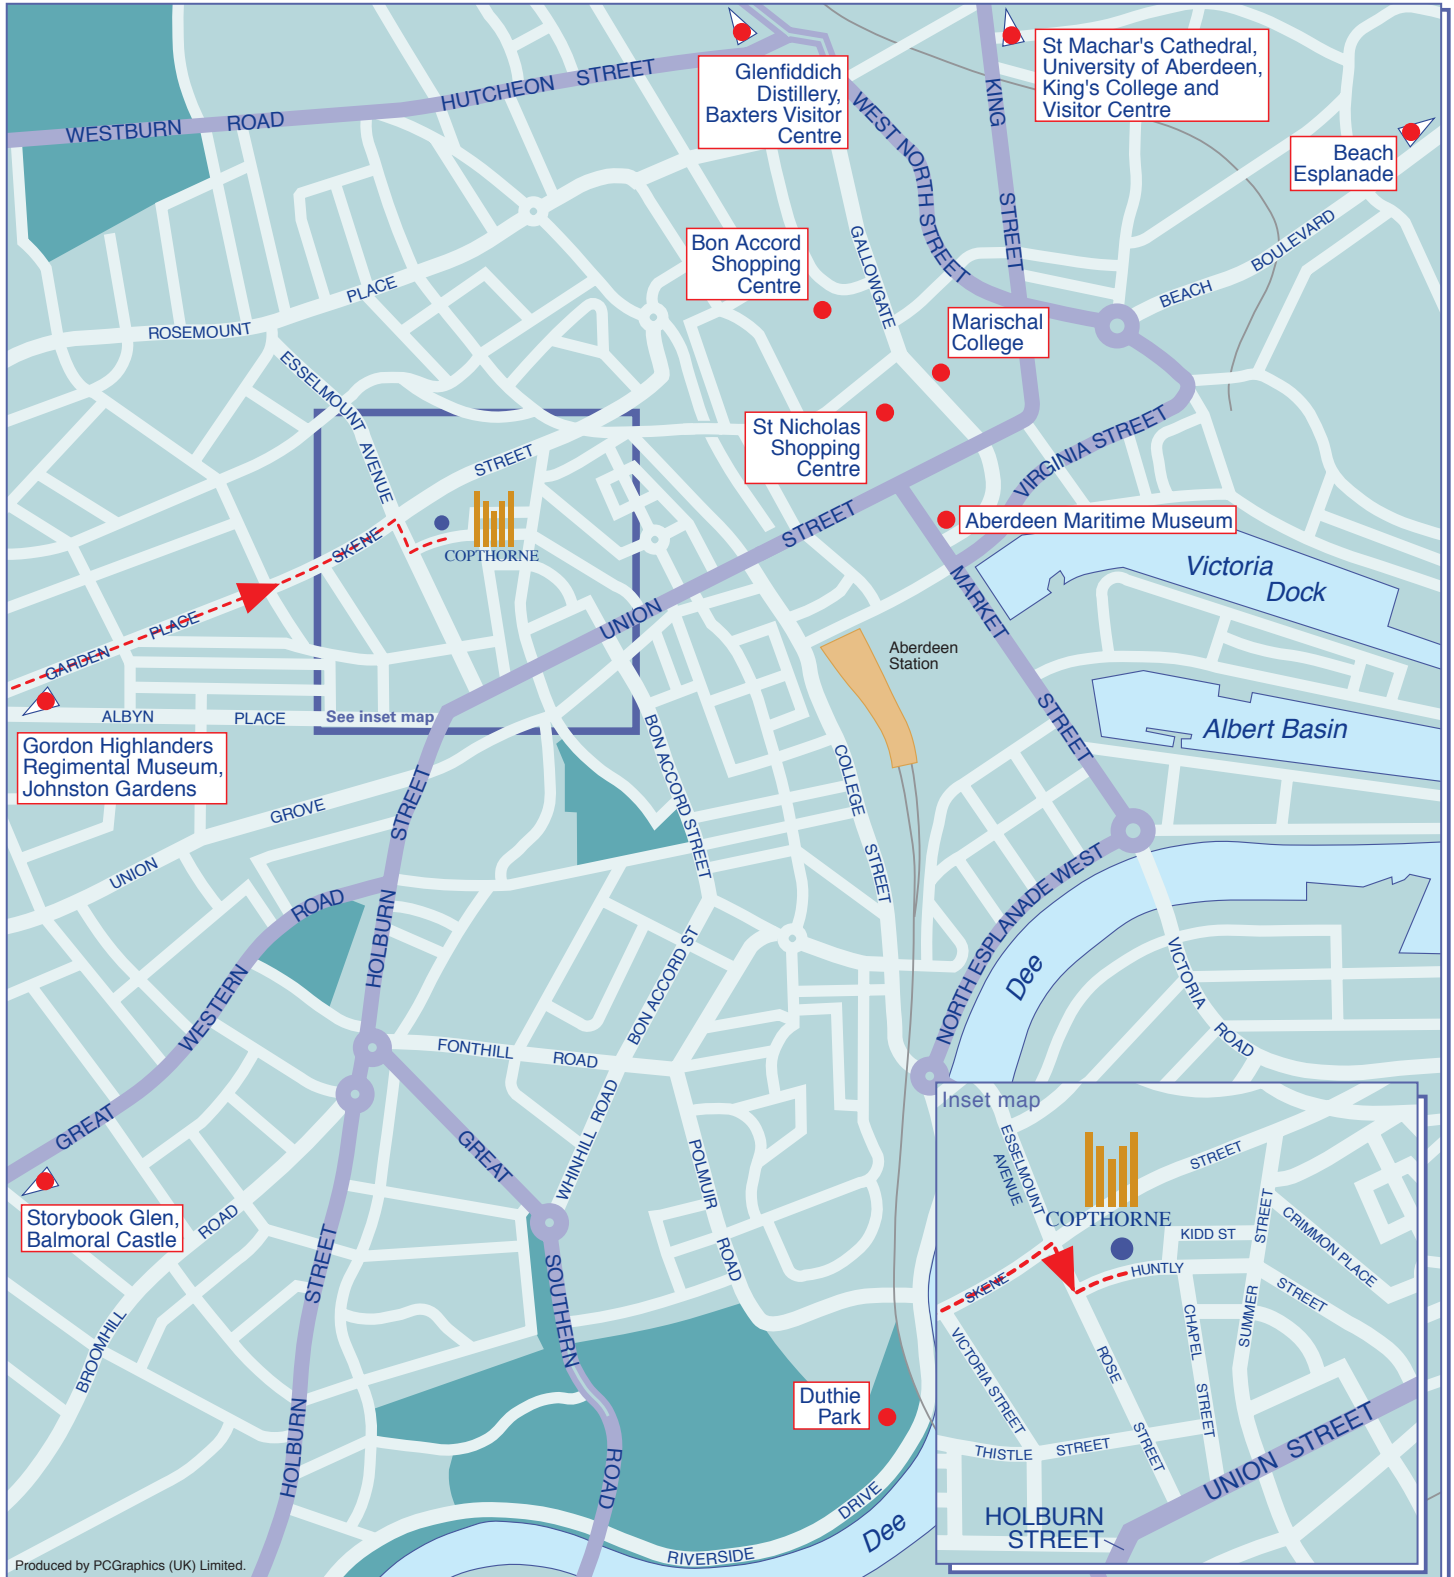 St Machar's Cathedral,
University of Aberdeen,
King's College and
Visitor Centre
Glenfiddich
Distillery,
Baxters Visitor
Centre
WESTBURN ROAD
HUTCHEON STREET
WEST NORTH STREET
KING STREET
Beach
Esplanade
BEACH BOULEVARD
Bon Accord
Shopping
Centre
GALLOWGATE
Marischal
College
ROSEMOUNT PLACE
ESSELMOUNT AVENUE
St Nicholas
Shopping
Centre
VIRGINIA STREET
SKENE STREET
COPTHORNE
Aberdeen Maritime Museum
Victoria
Dock
UNION STREET
MARKET STREET
GARDEN PLACE
Aberdeen
Station
ALBYN PLACE
See inset map
Albert Basin
Gordon Highlanders
Regimental Museum,
Johnston Gardens
BON ACCORD STREET
COLLEGE STREET
UNION GROVE
HOLBURN STREET
GREAT WESTERN ROAD
NORTH ESPLANADE WEST
Dee
VICTORIA ROAD
BON ACCORD ST
FONTHILL ROAD
WHINHILL ROAD
POLMUIR ROAD
GREAT SOUTHERN ROAD
Storybook Glen,
Balmoral Castle
BROOMHILL ROAD
HOLBURN STREET
Duthie
Park
RIVERSIDE DRIVE
Dee
Inset map
ESSELMOUNT
AVENUE
SKENE STREET
COPTHORNE
KIDD ST
HUNTLY STREET
SUMMER STREET
CRIMMON PLACE
VICTORIA STREET
ROSE STREET
CHAPEL STREET
THISTLE STREET
UNION STREET
HOLBURN
STREET
Produced by PCGraphics (UK) Limited.